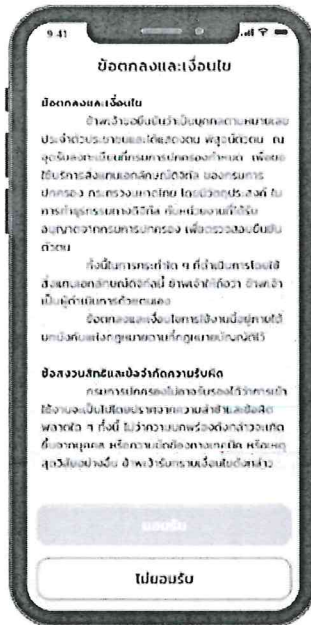 9:41
ข้อตกลงและเงื่อนไข
ข้อตกลงและเงื่อนไข
ข้าพเจ้าขอยืนยันว่าเป็นบุคคลตามหมายเลข
ประจำตัวประชาชนและได้แสดงตน พิสูจน์ตัวตน ณ
จุดรับลงทะเบียนที่กรมการปกครองกำหนด เพื่อขอ
ใช้บริการสิ่งแทนเอกลักษณ์ดิจิทัล ของกรมการ
ปกครอง กระทรวงมหาดไทย โดยมีวัตถุประสงค์ ใน
การทำธุรกรรมทางดิจิทัล กับหน่วยงานที่ได้รับ
อนุญาตจากกรมการปกครอง เพื่อตรวจสอบยืนยัน
ตัวตน
ทั้งนี้ในการกระทำใด ๆ ที่ดำเนินการโดยใช้
สิ่งแทนเอกลักษณ์ดิจิทัลนี้ ข้าพเจ้าให้ถือว่า ข้าพเจ้า
เป็นผู้ดำเนินการด้วยตนเอง
ข้อตกลงและเงื่อนไขการใช้งานนี้อยู่ภายใต้
บทบังคับแห่งกฎหมายตามที่กฎหมายบัญญัติไว้
ข้อสงวนสิทธิและข้อจำกัดความรับผิด
กรมการปกครองไม่อาจรับรองได้ว่าการเข้า
ใช้งานจะเป็นไปโดยปราศจากความล่าช้าและข้อผิด
พลาดใด ๆ ทั้งนี้ ไม่ว่าความบกพร่องดังกล่าวจะเกิด
ขึ้นจากบุคคล หรือความขัดข้องทางเทคนิค หรือเหตุ
สุดวิสัยอย่างอื่น ข้าพเจ้ารับทราบเงื่อนไขดังกล่าว
ยอมรับ
ไม่ยอมรับ